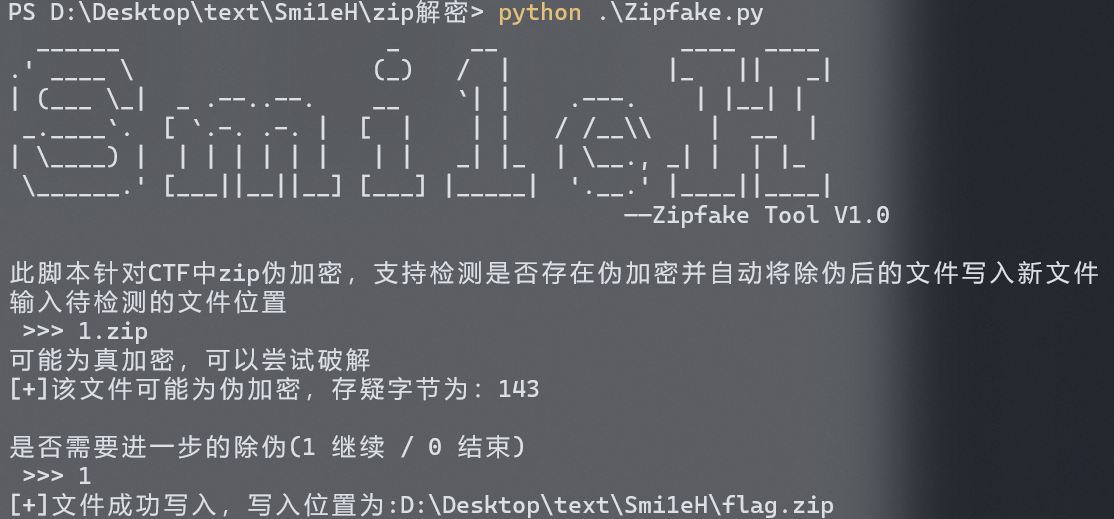 PS D:\Desktop\text\Smi1eH\zip解密> python .\Zipfake.py
Smi1eH
——Zipfake Tool V1.0
此脚本针对CTF中zip伪加密，支持检测是否存在伪加密并自动将除伪后的文件写入新文件
输入待检测的文件位置
>>> 1.zip
可能为真加密，可以尝试破解
[+]该文件可能为伪加密，存疑字节为：143
是否需要进一步的除伪(1 继续 / 0 结束)
>>> 1
[+]文件成功写入，写入位置为:D:\Desktop\text\Smi1eH\flag.zip